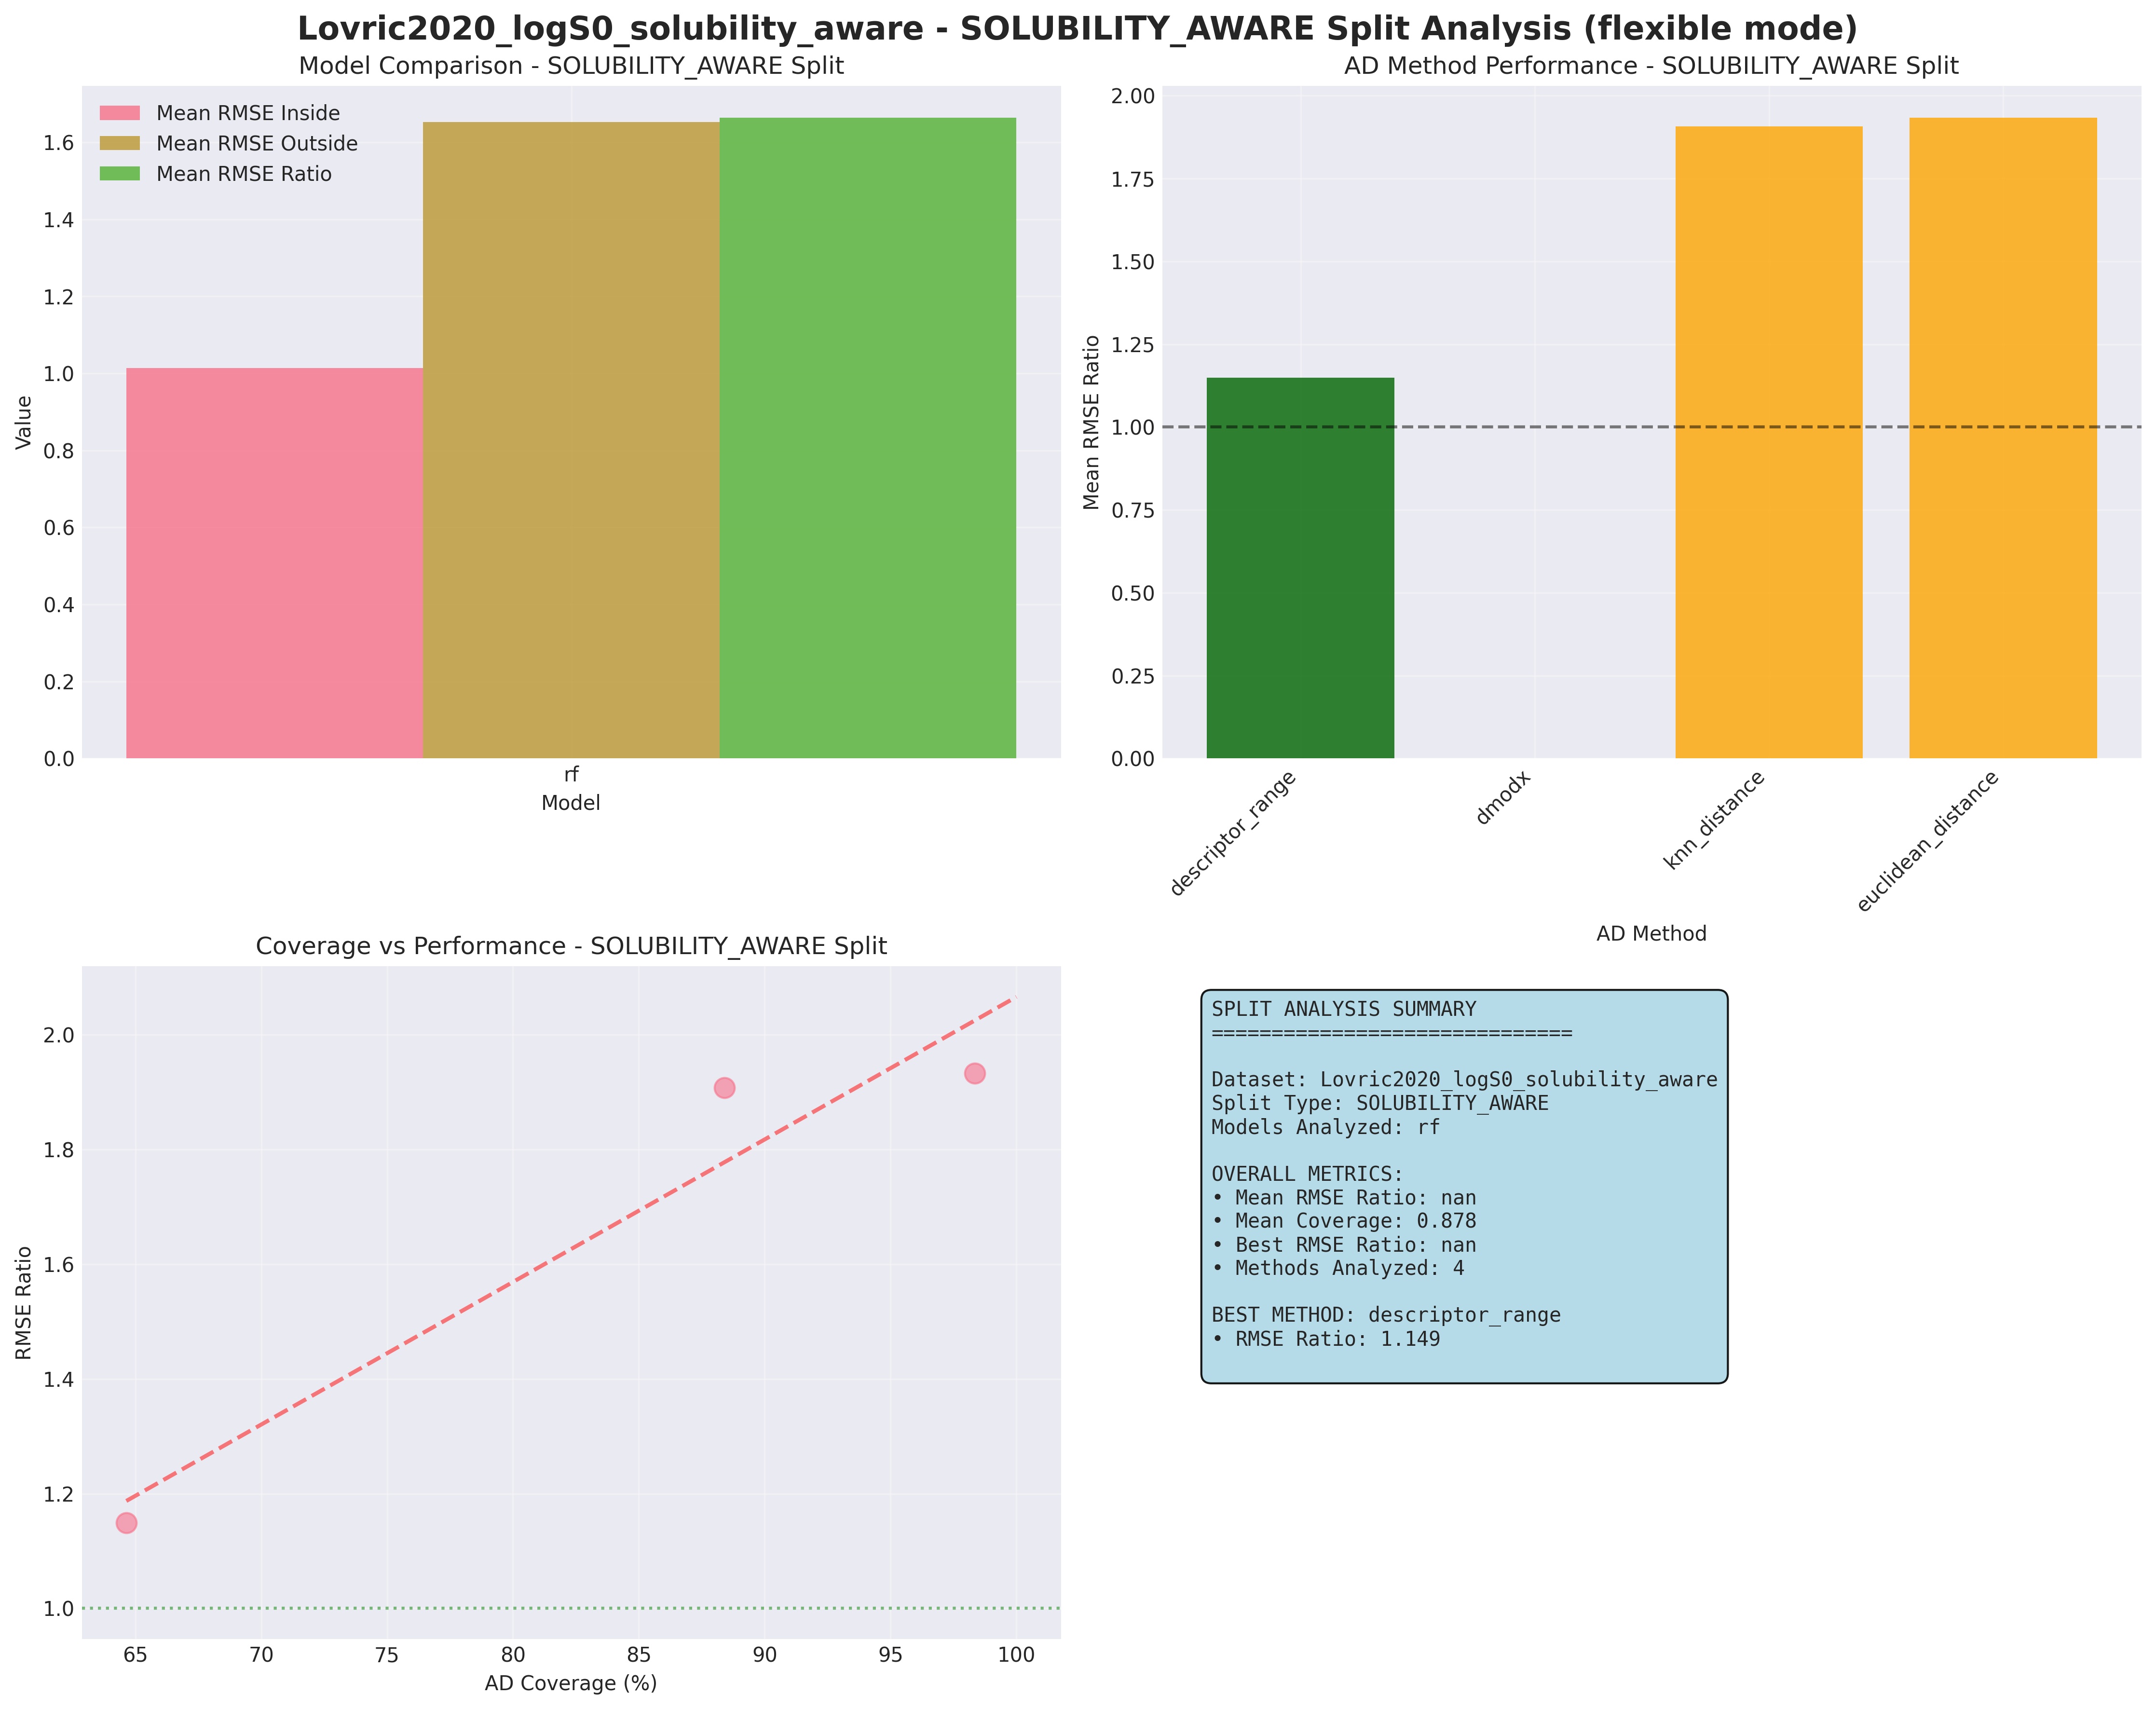 Lovric2020_logS0_solubility_aware - SOLUBILITY_AWARE Split Analysis (flexible mode)
Model Comparison - SOLUBILITY_AWARE Split
Mean RMSE Inside
Mean RMSE Outside
Mean RMSE Ratio
Value
1.6
1.4
1.2
1.0
0.8
0.6
0.4
0.2
0.0
rf
Model
AD Method Performance - SOLUBILITY_AWARE Split
Mean RMSE Ratio
2.00
1.75
1.50
1.25
1.00
0.75
0.50
0.25
0.00
descriptor_range
dmodx
knn_distance
euclidean_distance
AD Method
Coverage vs Performance - SOLUBILITY_AWARE Split
RMSE Ratio
2.0
1.8
1.6
1.4
1.2
1.0
65 70 75 80 85 90 95 100
AD Coverage (%)
SPLIT ANALYSIS SUMMARY
==============================
Dataset: Lovric2020_logS0_solubility_aware
Split Type: SOLUBILITY_AWARE
Models Analyzed: rf
OVERALL METRICS:
• Mean RMSE Ratio: nan
• Mean Coverage: 0.878
• Best RMSE Ratio: nan
• Methods Analyzed: 4
BEST METHOD: descriptor_range
• RMSE Ratio: 1.149